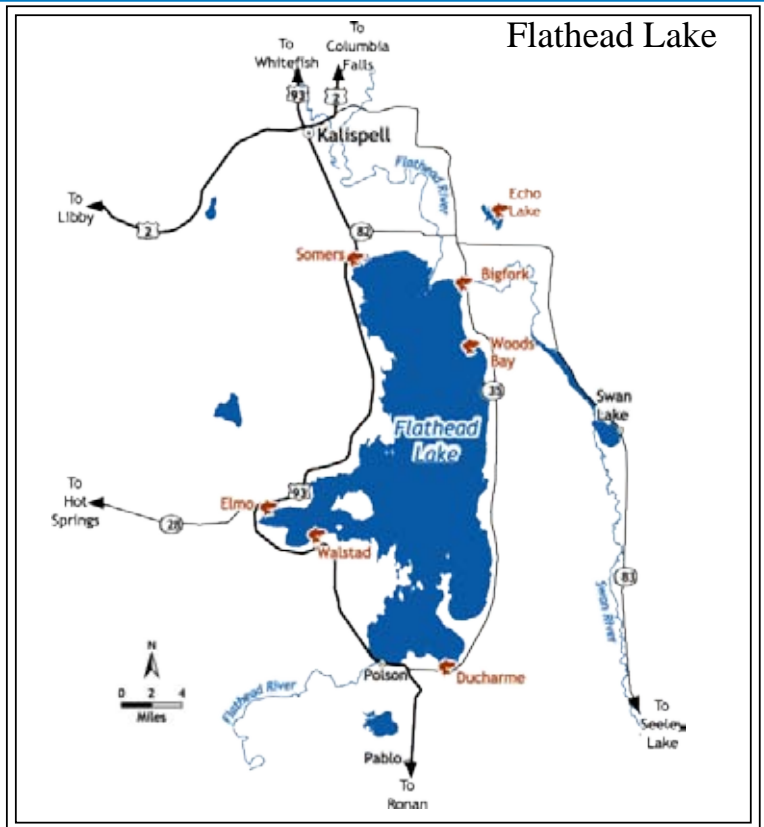 Flathead Lake
To
Whitefish
To
Columbia
Falls
93
2
Kalispell
Flathead
River
To
Libby
2
Echo
Lake
82
Somers
Bigfork
Woods
Bay
35
Swan
Lake
Flathead
Lake
To
Hot
Springs
93
Elmo
28
Walstad
83
Swan
River
N
0 2 4
Miles
Polson
Ducharme
Flathead River
To
Seeley
Lake
Pablo
To
Ronan